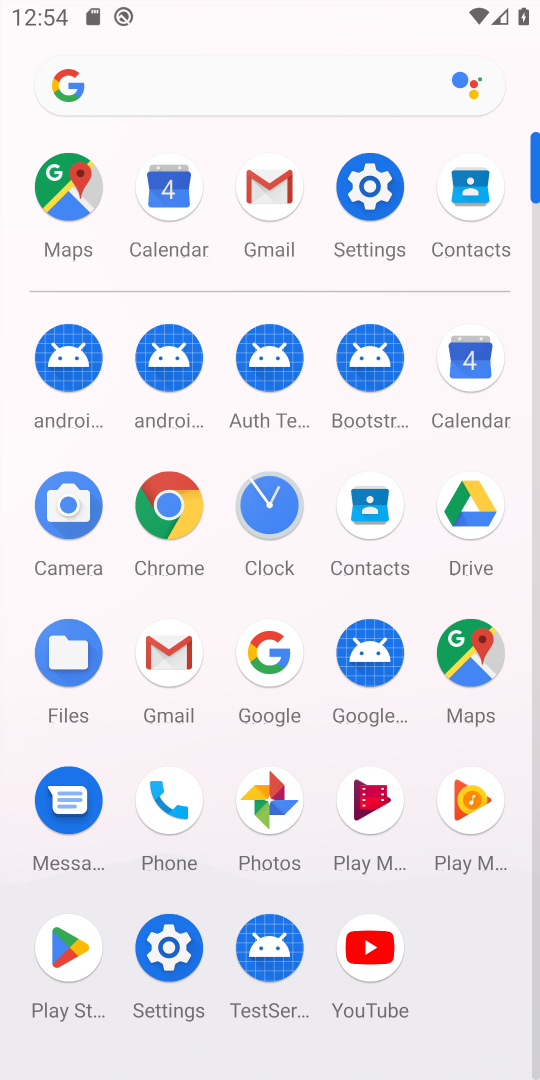 12:54
G
G
Maps
4
Calendar
Gmail
Settings
Contacts
androi...
androi...
Auth Te...
Bootstr...
4
Calendar
Camera
Chrome
Clock
Contacts
Drive
Files
Gmail
G
Google
Google...
G
Maps
Messa...
Phone
Photos
Play M...
Play M...
Play St...
Settings
TestSer...
YouTube